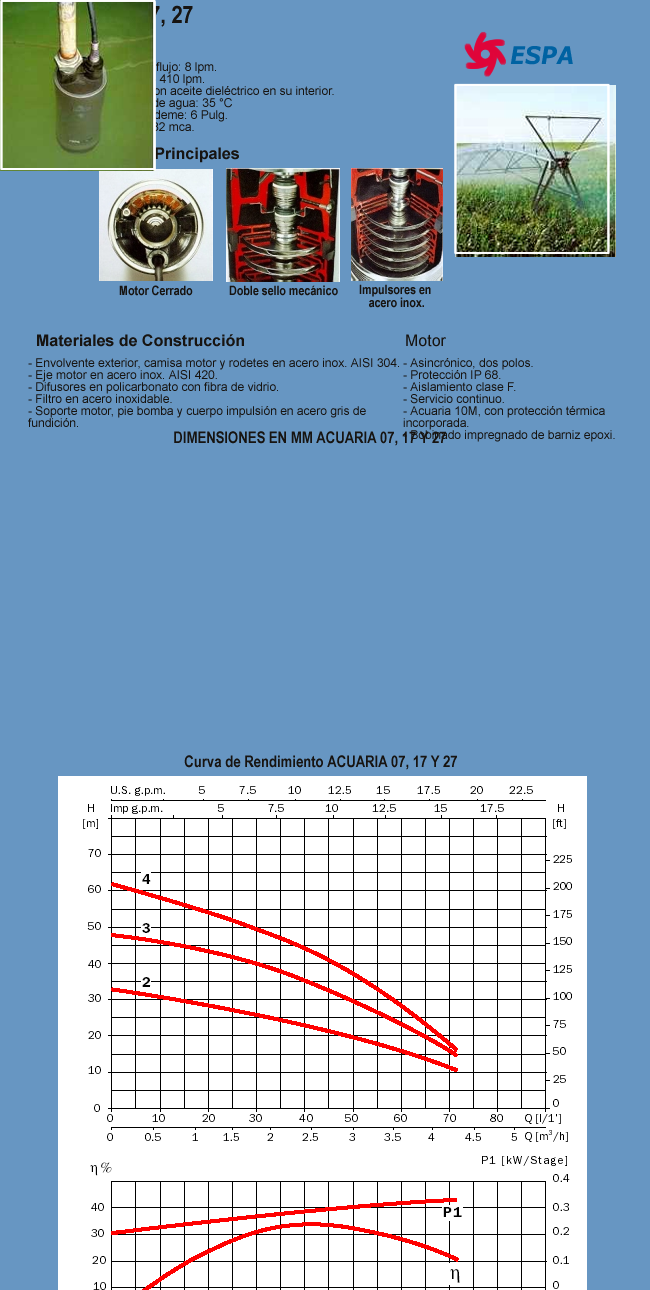 7, 27
ESPA
flujo: 8 lpm.
410 lpm.
on aceite dieléctrico en su interior.
de agua: 35 °C
deme: 6 Pulg.
82 mca.
Principales
Motor Cerrado
Doble sello mecánico
Impulsores en
acero inox.
Materiales de Construcción
- Envolvente exterior, camisa motor y rodetes en acero inox. AISI 304.
- Eje motor en acero inox. AISI 420.
- Difusores en policarbonato con fibra de vidrio.
- Filtro en acero inoxidable.
- Soporte motor, pie bomba y cuerpo impulsión en acero gris de
fundición.
Motor
- Asincrónico, dos polos.
- Protección IP 68.
- Aislamiento clase F.
- Servicio continuo.
- Acuaria 10M, con protección térmica
incorporada.
- Bobinado impregnado de barniz epoxi.
DIMENSIONES EN MM ACUARIA 07, 17 Y 27
Curva de Rendimiento ACUARIA 07, 17 Y 27
U.S. g.p.m. 5 7.5 10 12.5 15 17.5 20 22.5
H Imp g.p.m. 5 7.5 10 12.5 15 17.5 H
[m] [ft]
70
225
4
60 200
175
50
3
150
40
125
2
30 100
20 75
50
10
25
0 0
0 10 20 30 40 50 60 70 80 Q [l/1']
0 0.5 1 1.5 2 2.5 3 3.5 4 4.5 5 Q [m³/h]
P1 [kW/Stage]
η%
0.4
40 0.3
P1
30 0.2
20 0.1
η
10 0